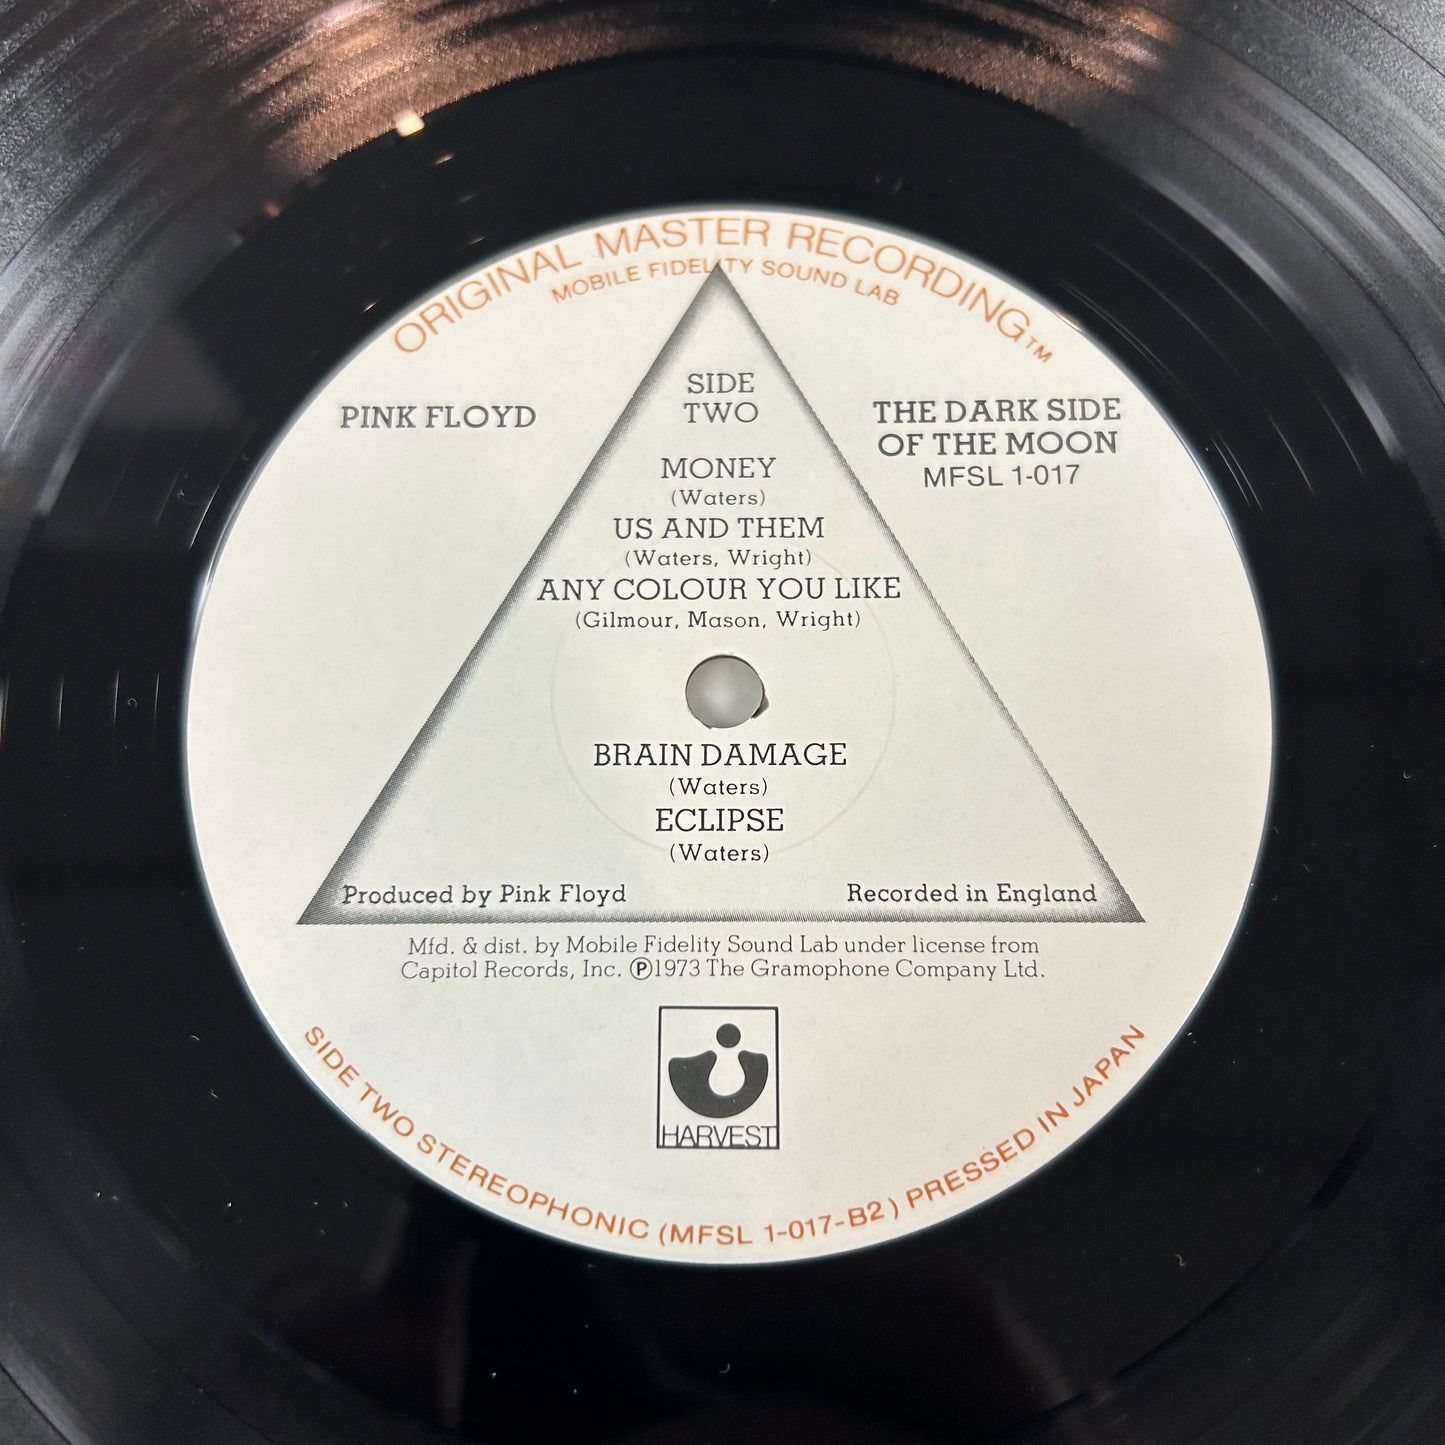 ORIGINAL MASTER RECORDING™
MOBILE FIDELITY SOUND LAB
SIDE
TWO
PINK FLOYD
THE DARK SIDE
OF THE MOON
MFSL 1-017
MONEY
(Waters)
US AND THEM
(Waters, Wright)
ANY COLOUR YOU LIKE
(Gilmour, Mason, Wright)
BRAIN DAMAGE
(Waters)
ECLIPSE
(Waters)
Produced by Pink Floyd
Recorded in England
Mfd. & dist. by Mobile Fidelity Sound Lab under license from
Capitol Records, Inc. ℗1973 The Gramophone Company Ltd.
HARVEST
SIDE TWO STEREOPHONIC (MFSL 1-017-B2) PRESSED IN JAPAN